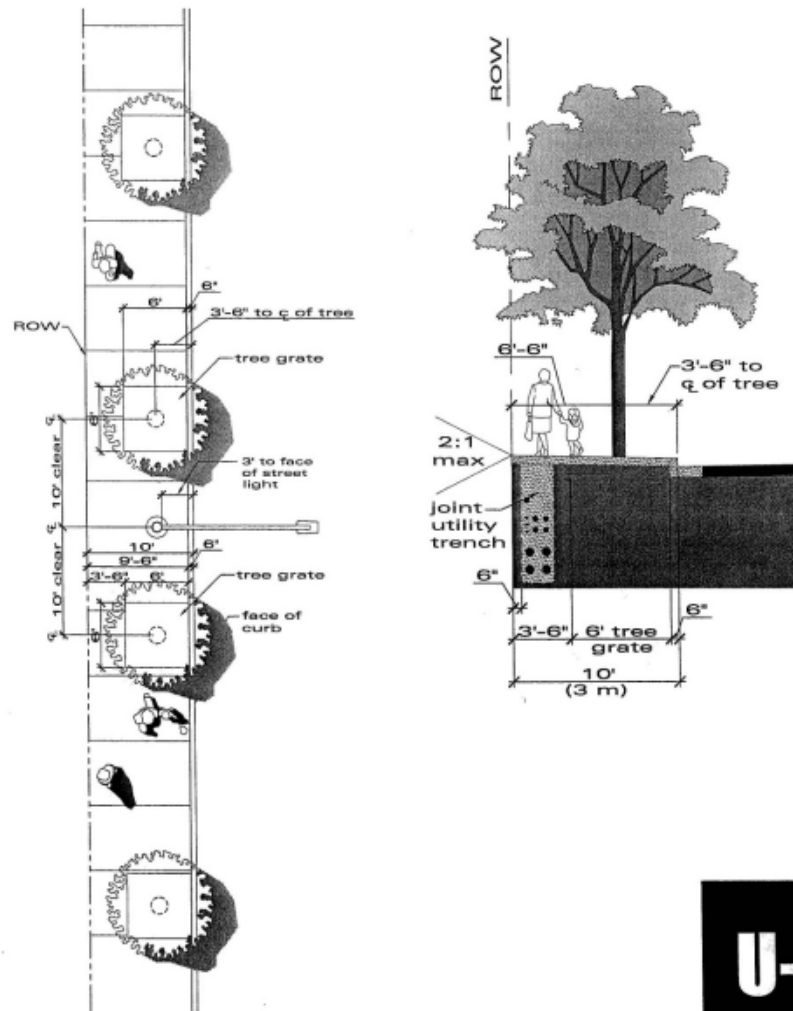 6"
6'
3'-6" to ℄ of tree
ROW
tree grate
6'
℄
10' clear
3' to face
of street
light
℄
10'
6'
9'-6"
10' clear
3'-6"
6'
tree grate
6'
face of
curb
℄
ROW
6'-6"
3'-6" to
℄ of tree
2:1
max
joint
utility
trench
6"
3'-6"
6' tree
grate
6"
10'
(3 m)
U-